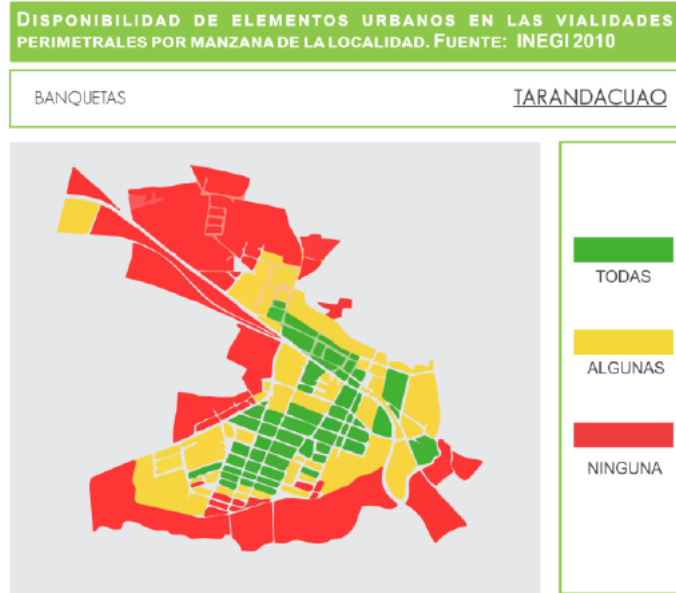 DISPONIBILIDAD DE ELEMENTOS URBANOS EN LAS VIALIDADES
PERIMETRALES POR MANZANA DE LA LOCALIDAD. FUENTE: INEGI 2010
BANQUETAS
TARANDACUAO
TODAS
ALGUNAS
NINGUNA